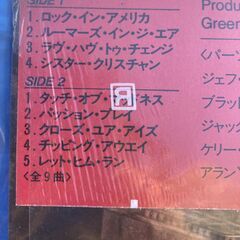 SIDE 1
1. ロック・イン・アメリカ
2. ルーマーズ・イン・ジ・エア
3. ラヴ・ハヴ・トゥ・チェンジ
4. シスター・クリスチャン
SIDE 2
1. タッチ・オブ・ドネス
2. パッション・プレイ
3. クローズ・ユア・アイズ
4. チッピング・アウエイ
5. レット・ヒム・ラン
〈全9曲〉
R
Produ
Green
〈パーソ
ジェフ・
ブラッド
ジャック
ケリー・
アラン